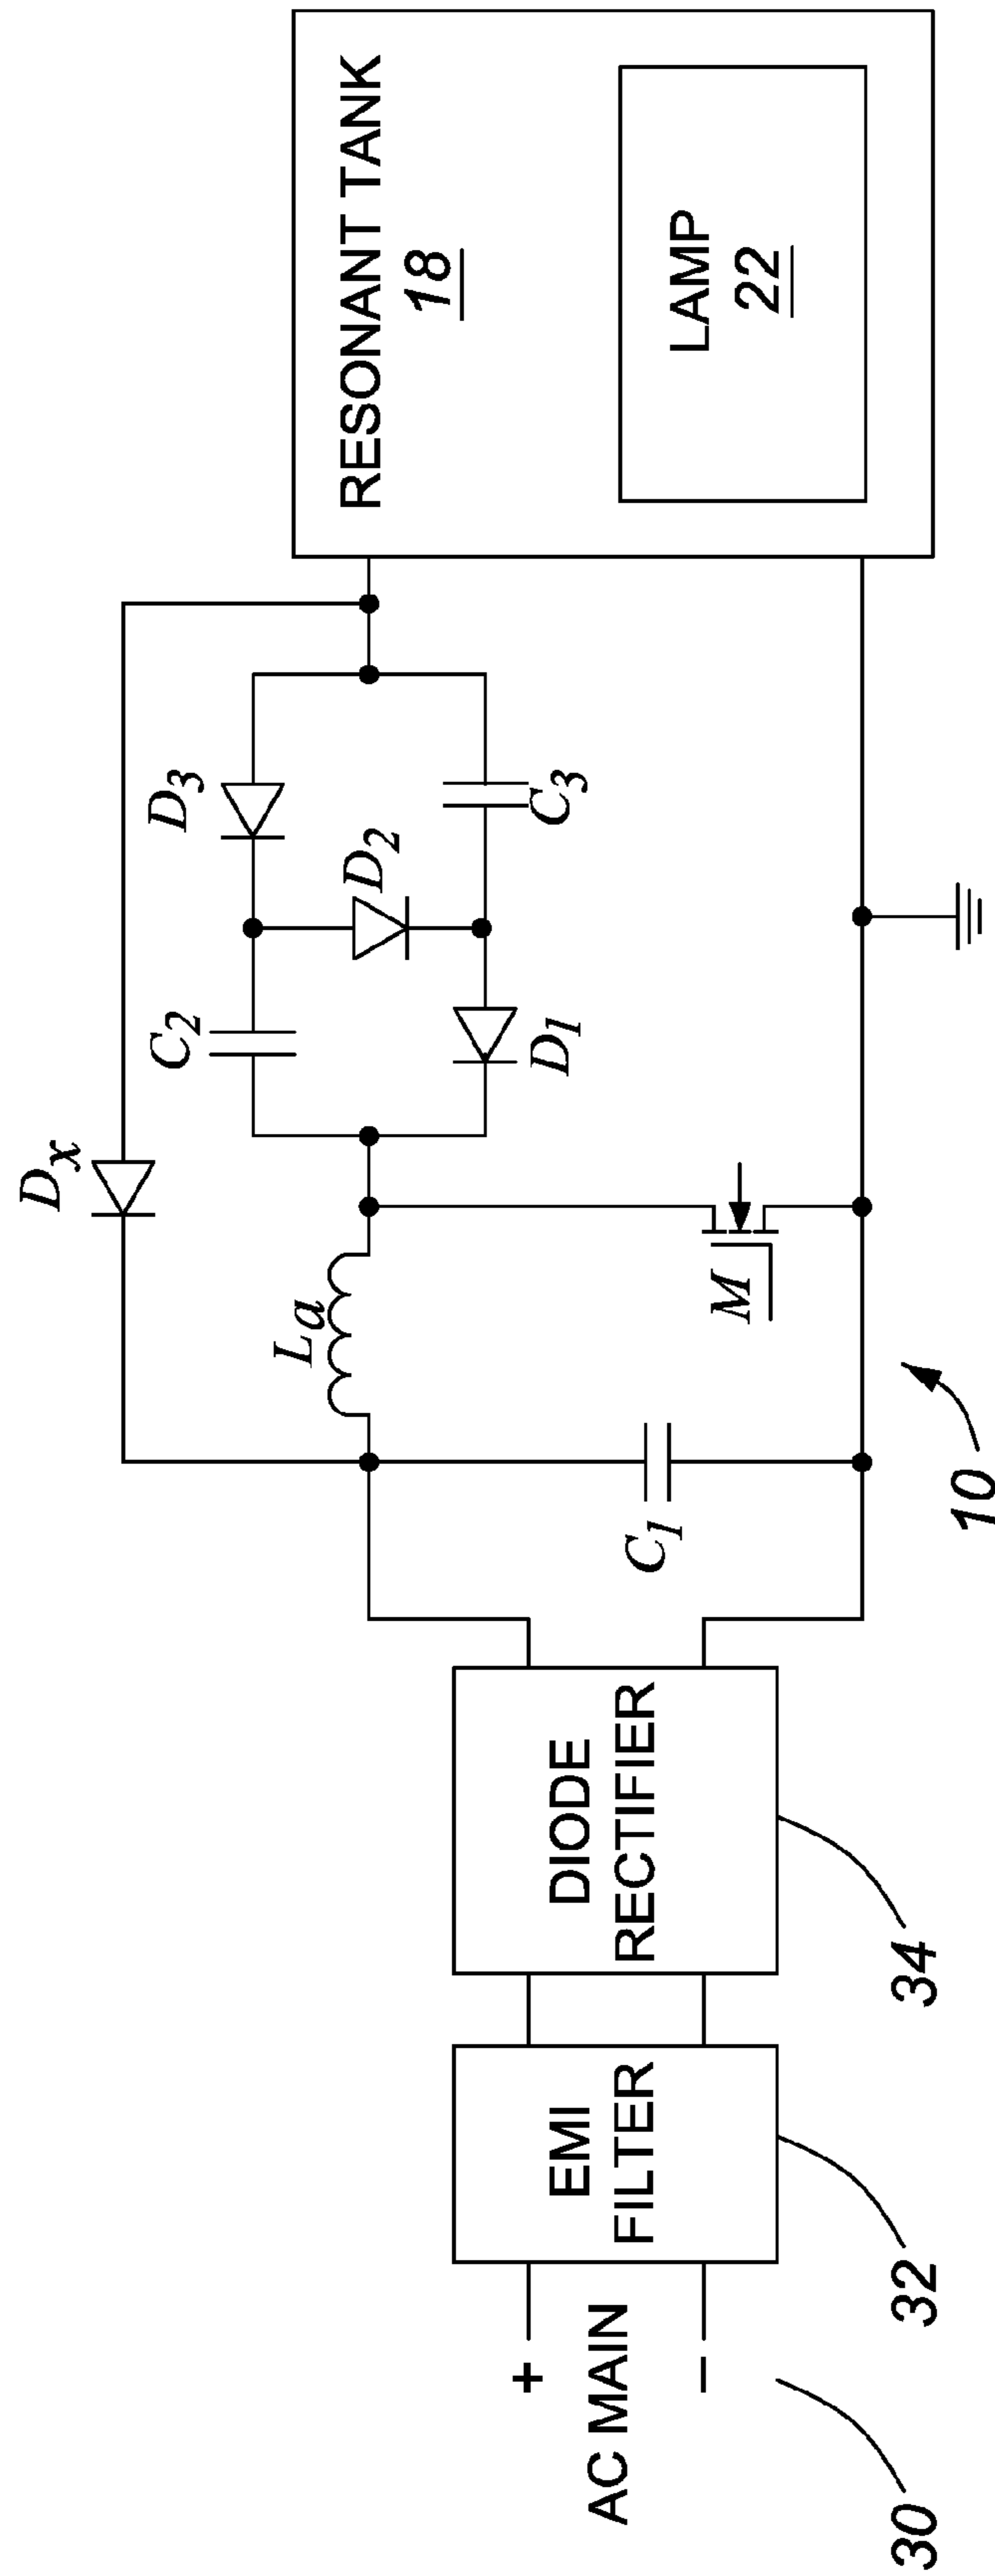 AC MAIN
+
–
30
EMI
FILTER
32
DIODE
RECTIFIER
34
C1
La
M
10
Dx
C2
D1
D2
D3
C3
RESONANT TANK
18
LAMP
22